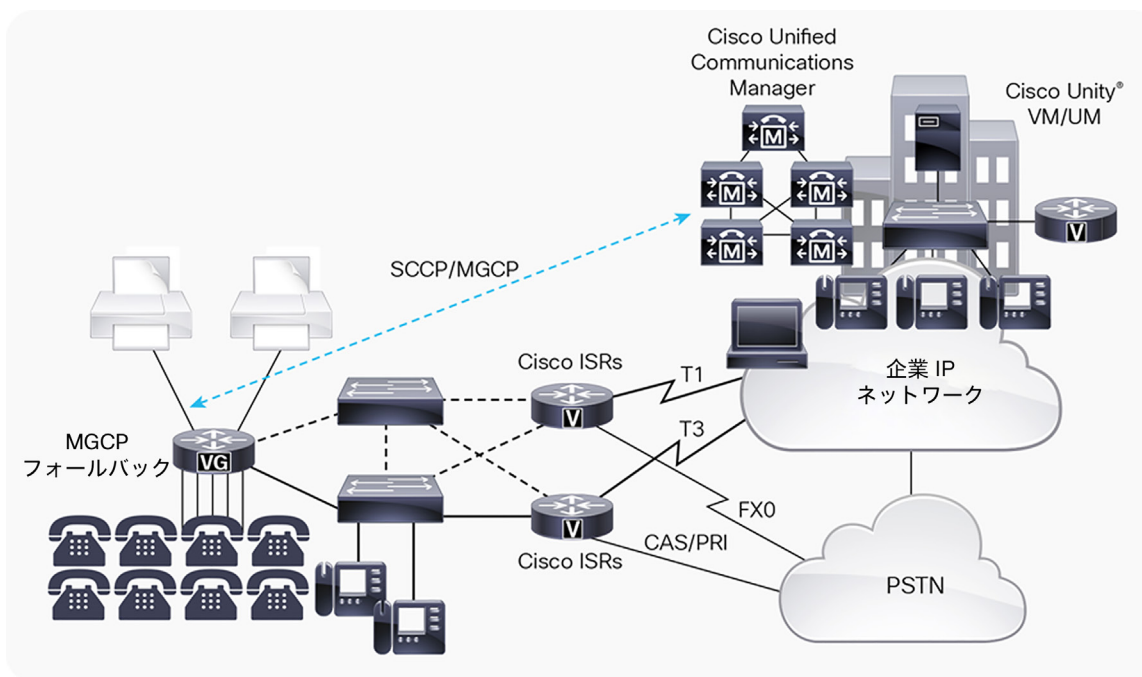 Cisco Unified
Communications
Manager
Cisco Unity®
VM/UM
M
M
M
M
M
V
SCCP/MGCP
Cisco ISRs
T1
企業 IP
ネットワーク
V
MGCP
フォールバック
VG
T3
V
FX0
CAS/PRI
Cisco ISRs
PSTN